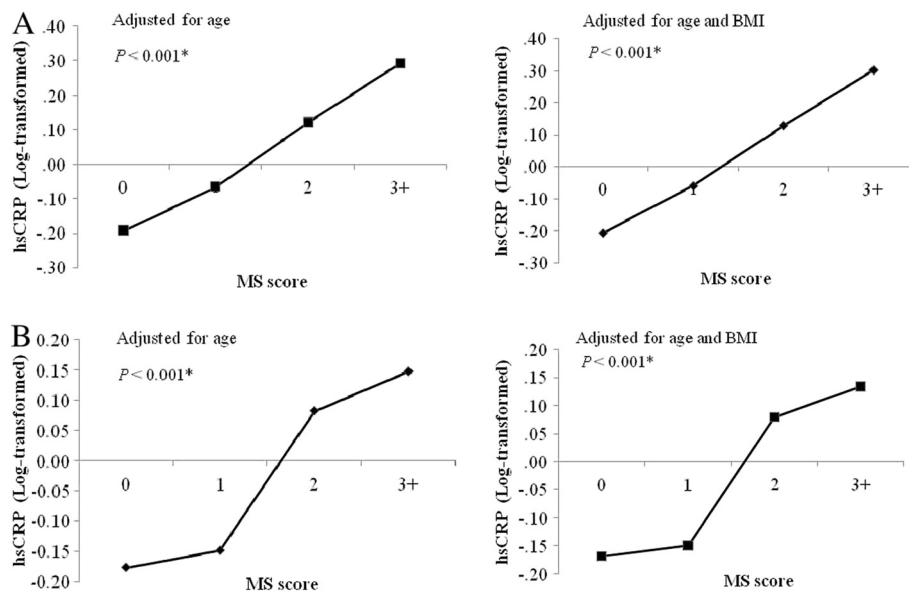 A
Adjusted for age
P < 0.001*
hsCRP (Log-transformed)
.40
.30
.20
.10
.00
-.10
-.20
-.30
0
2
3+
MS score
Adjusted for age and BMI
P < 0.001*
hsCRP (Log-transformed)
.40
.30
.20
.10
.00
-.10
-.20
-.30
0
1
2
3+
MS score
B
Adjusted for age
P < 0.001*
hsCRP (Log-transformed)
0.20
0.15
0.10
0.05
0.00
-0.05
-0.10
-0.15
-0.20
0
1
2
3+
MS score
Adjusted for age and BMI
P < 0.001*
hsCRP (Log-transformed)
.20
.15
.10
.05
.00
-.05
-.10
-.15
-.20
0
1
2
3+
MS score